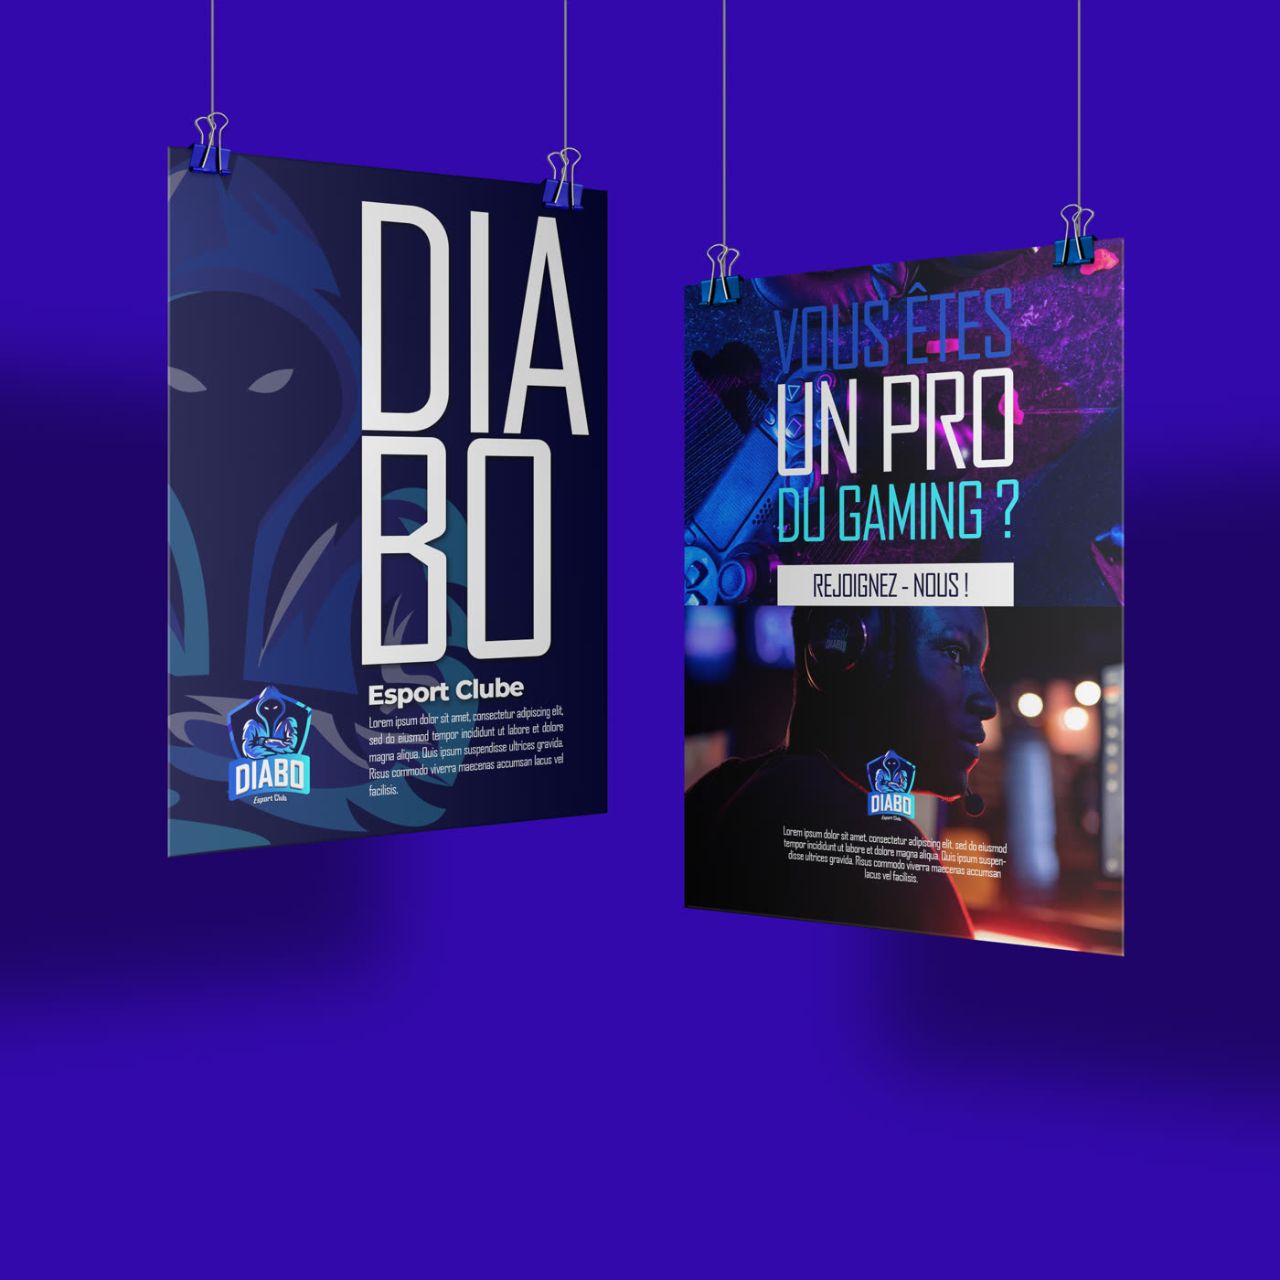 DIA
BO
Esport Clube
Lorem ipsum dolor sit amet, consectetur adipiscing elit,
sed do eiusmod tempor incididunt ut labore et dolore
magna aliqua. Quis ipsum suspendisse ultrices gravida.
Risus commodo viverra maecenas accumsan lacus vel
facilisis.
DIABO
Esport Club
VOUS ÊTES
UN PRO
DU GAMING ?
REJOIGNEZ - NOUS !
DIABO
DIABO
Esport Club
Lorem ipsum dolor sit amet, consectetur adipiscing elit, sed do eiusmod
tempor incididunt ut labore et dolore magna aliqua. Quis ipsum suspen-
disse ultrices gravida. Risus commodo viverra maecenas accumsan
lacus vel facilisis.